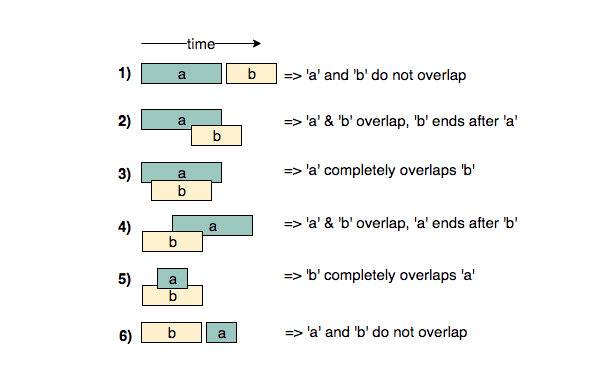 time
1) a b => 'a' and 'b' do not overlap
2) a b => 'a' & 'b' overlap, 'b' ends after 'a'
3) a b => 'a' completely overlaps 'b'
4) a b => 'a' & 'b' overlap, 'a' ends after 'b'
5) a b => 'b' completely overlaps 'a'
6) b a => 'a' and 'b' do not overlap